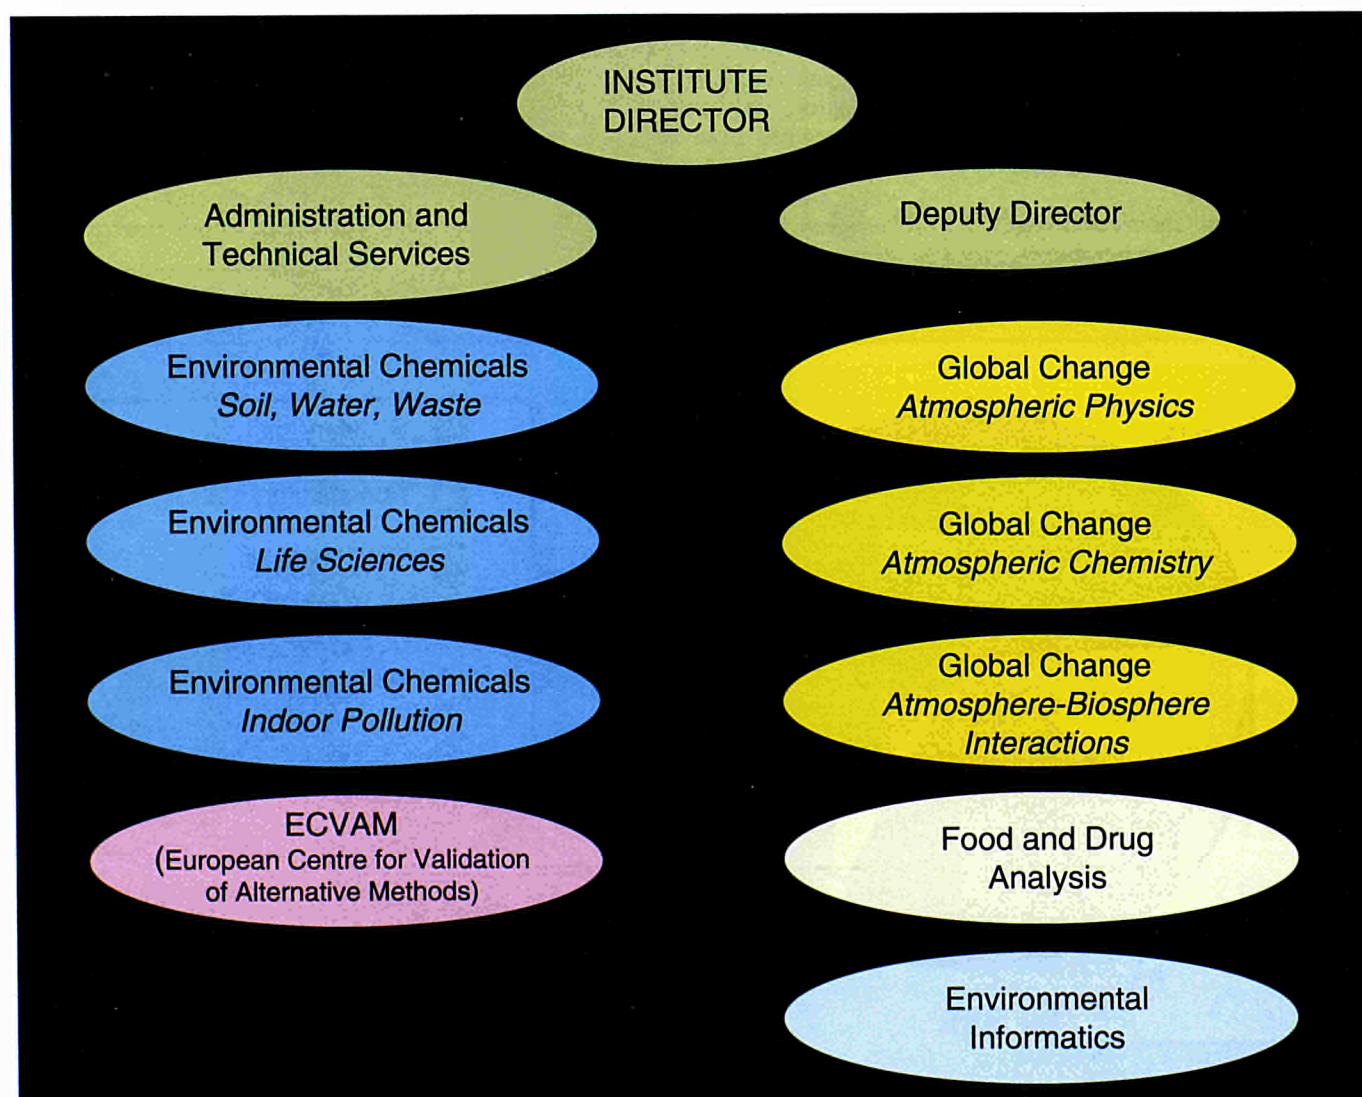 INSTITUTE
DIRECTOR
Administration and
Technical Services
Deputy Director
Environmental Chemicals
Soil, Water, Waste
Global Change
Atmospheric Physics
Environmental Chemicals
Life Sciences
Global Change
Atmospheric Chemistry
Environmental Chemicals
Indoor Pollution
Global Change
Atmosphere-Biosphere
Interactions
ECVAM
(European Centre for Validation
of Alternative Methods)
Food and Drug
Analysis
Environmental
Informatics